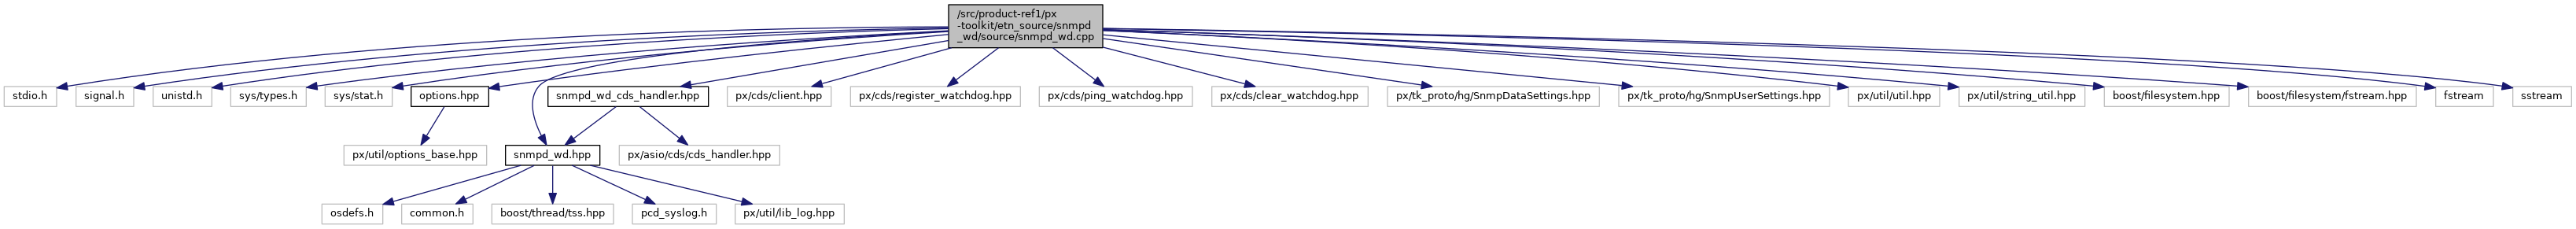 /src/product-ref1/px
-toolkit/etn_source/snmpd
_wd/source/snmpd_wd.cpp
stdio.h
signal.h
unistd.h
sys/types.h
sys/stat.h
options.hpp
snmpd_wd_cds_handler.hpp
px/cds/client.hpp
px/cds/register_watchdog.hpp
px/cds/ping_watchdog.hpp
px/cds/clear_watchdog.hpp
px/tk_proto/hg/SnmpDataSettings.hpp
px/tk_proto/hg/SnmpUserSettings.hpp
px/util/util.hpp
px/util/string_util.hpp
boost/filesystem.hpp
boost/filesystem/fstream.hpp
fstream
sstream
px/util/options_base.hpp
snmpd_wd.hpp
px/asio/cds/cds_handler.hpp
osdefs.h
common.h
boost/thread/tss.hpp
pcd_syslog.h
px/util/lib_log.hpp